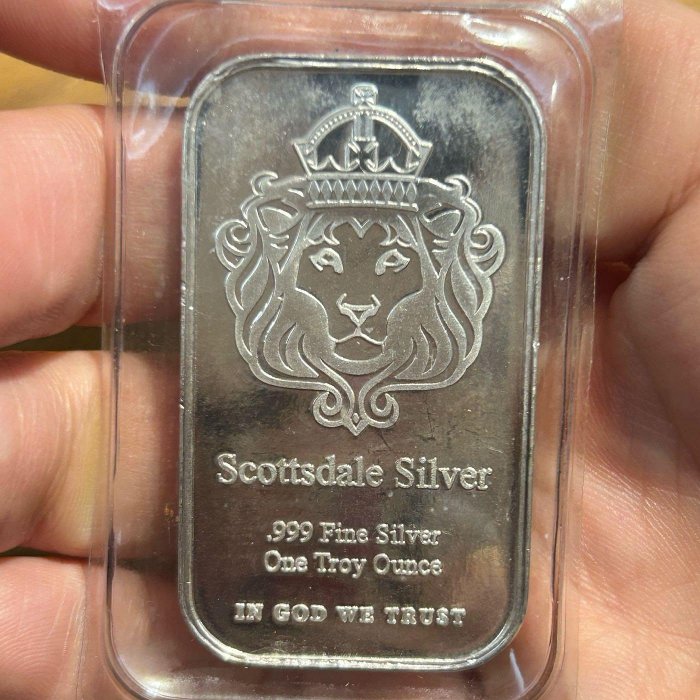 Scottsdale Silver
.999 Fine Silver
One Troy Ounce
IN GOD WE TRUST